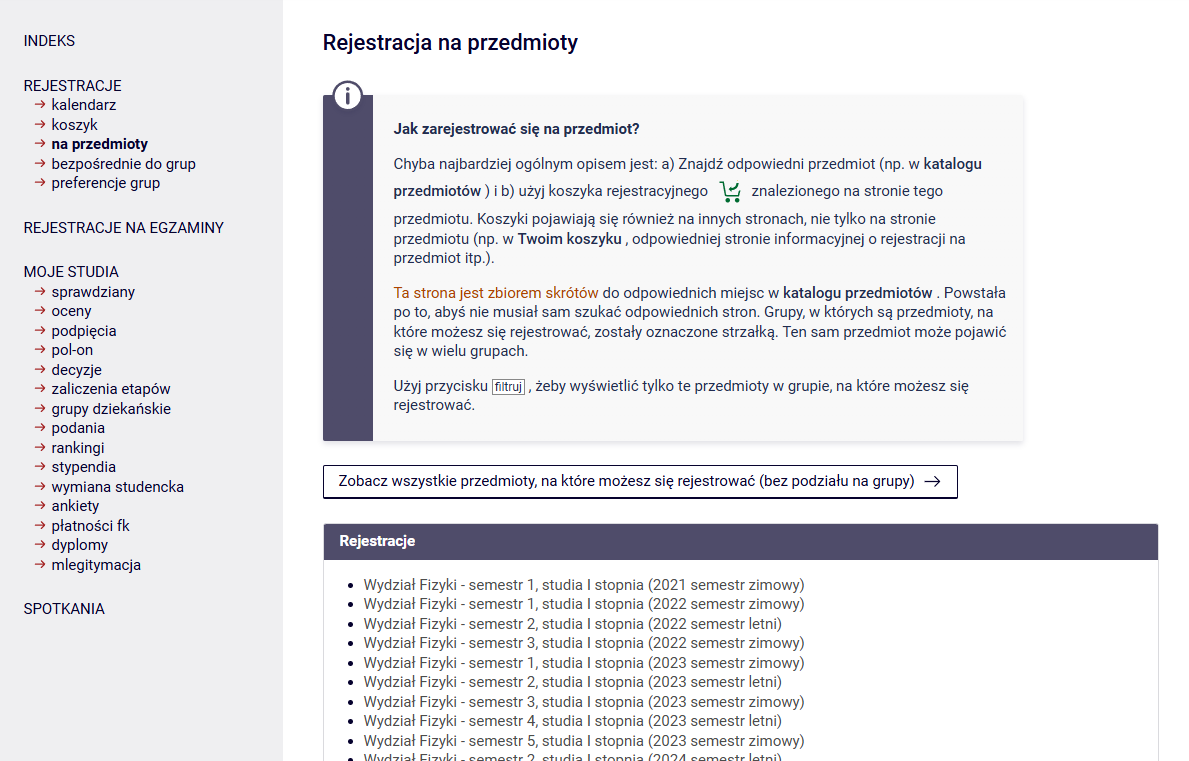 INDEKS
REJESTRACJE
kalendarz
koszyk
na przedmioty
bezpośrednie do grup
preferencje grup
REJESTRACJE NA EGZAMINY
MOJE STUDIA
sprawdziany
oceny
podpięcia
pol-on
decyzje
zaliczenia etapów
grupy dziekańskie
podania
rankingi
stypendia
wymiana studencka
ankiety
płatności fk
dyplomy
mlegitymacja
SPOTKANIA
Rejestracja na przedmioty
Jak zarejestrować się na przedmiot?
Chyba najbardziej ogólnym opisem jest: a) Znajdź odpowiedni przedmiot (np. w katalogu
przedmiotów ) i b) użyj koszyka rejestracyjnego znalezionego na stronie tego
przedmiotu. Koszyki pojawiają się również na innych stronach, nie tylko na stronie
przedmiotu (np. w Twoim koszyku , odpowiedniej stronie informacyjnej o rejestracji na
przedmiot itp.).
Ta strona jest zbiorem skrótów do odpowiednich miejsc w katalogu przedmiotów . Powstała
po to, abyś nie musiał sam szukać odpowiednich stron. Grupy, w których są przedmioty, na
które możesz się rejestrować, zostały oznaczone strzałką. Ten sam przedmiot może pojawić
się w wielu grupach.
Użyj przycisku filtruj , żeby wyświetlić tylko te przedmioty w grupie, na które możesz się
rejestrować.
Zobacz wszystkie przedmioty, na które możesz się rejestrować (bez podziału na grupy) →
Rejestracje
Wydział Fizyki - semestr 1, studia I stopnia (2021 semestr zimowy)
Wydział Fizyki - semestr 1, studia I stopnia (2022 semestr zimowy)
Wydział Fizyki - semestr 2, studia I stopnia (2022 semestr letni)
Wydział Fizyki - semestr 3, studia I stopnia (2022 semestr zimowy)
Wydział Fizyki - semestr 1, studia I stopnia (2023 semestr zimowy)
Wydział Fizyki - semestr 2, studia I stopnia (2023 semestr letni)
Wydział Fizyki - semestr 3, studia I stopnia (2023 semestr zimowy)
Wydział Fizyki - semestr 4, studia I stopnia (2023 semestr letni)
Wydział Fizyki - semestr 5, studia I stopnia (2023 semestr zimowy)
Wydział Fizyki - semestr 2, studia I stopnia (2024 semestr letni)